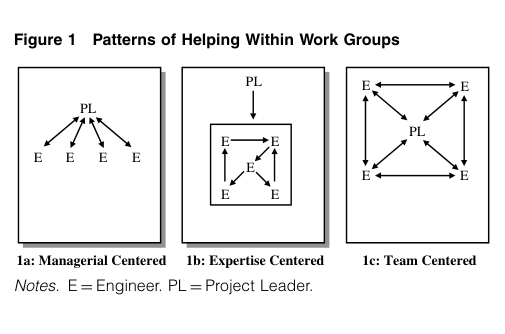 Figure 1 Patterns of Helping Within Work Groups
PL
E E E E
1a: Managerial Centered
PL
E E
E
E E
1b: Expertise Centered
E E
PL
E E
1c: Team Centered
Notes. E = Engineer. PL = Project Leader.